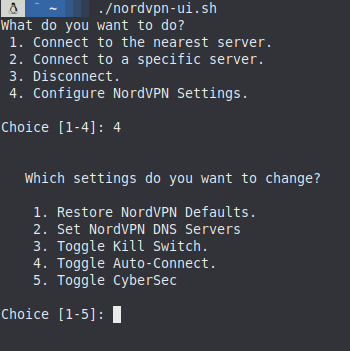 ~ ./nordvpn-ui.sh
What do you want to do?
1. Connect to the nearest server.
2. Connect to a specific server.
3. Disconnect.
4. Configure NordVPN Settings.
Choice [1-4]: 4
Which settings do you want to change?
1. Restore NordVPN Defaults.
2. Set NordVPN DNS Servers
3. Toggle Kill Switch.
4. Toggle Auto-Connect.
5. Toggle CyberSec
Choice [1-5]: